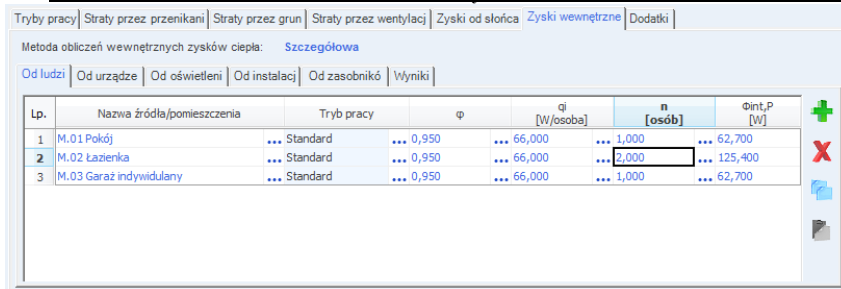 Tryby pracy Straty przez przenikani Straty przez grun Straty przez wentylacj Zyski od słońca Zyski wewnętrzne Dodatki
Metoda obliczeń wewnętrznych zysków ciepła: Szczegółowa
Od ludzi Od urządze Od oświetleni Od instalacj Od zasobnikó Wyniki
Lp. Nazwa źródła/pomieszczenia Tryb pracy φ qi [W/osoba] n [osób] Φint,P [W]
1 M.01 Pokój ... Standard ... 0,950 ... 66,000 ... 1,000 ... 62,700
2 M.02 Łazienka ... Standard ... 0,950 ... 66,000 ... 2,000 ... 125,400
3 M.03 Garaż indywidulany ... Standard ... 0,950 ... 66,000 ... 1,000 ... 62,700